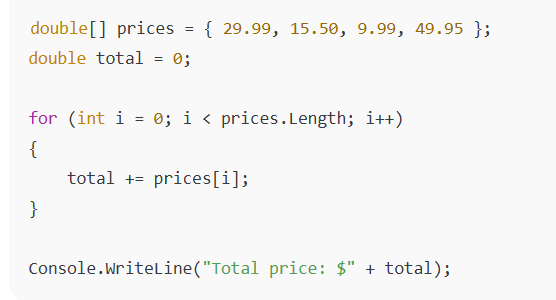 double[] prices = { 29.99, 15.50, 9.99, 49.95 };
double total = 0;
for (int i = 0; i < prices.Length; i++)
{
total += prices[i];
}
Console.WriteLine("Total price: $" + total);